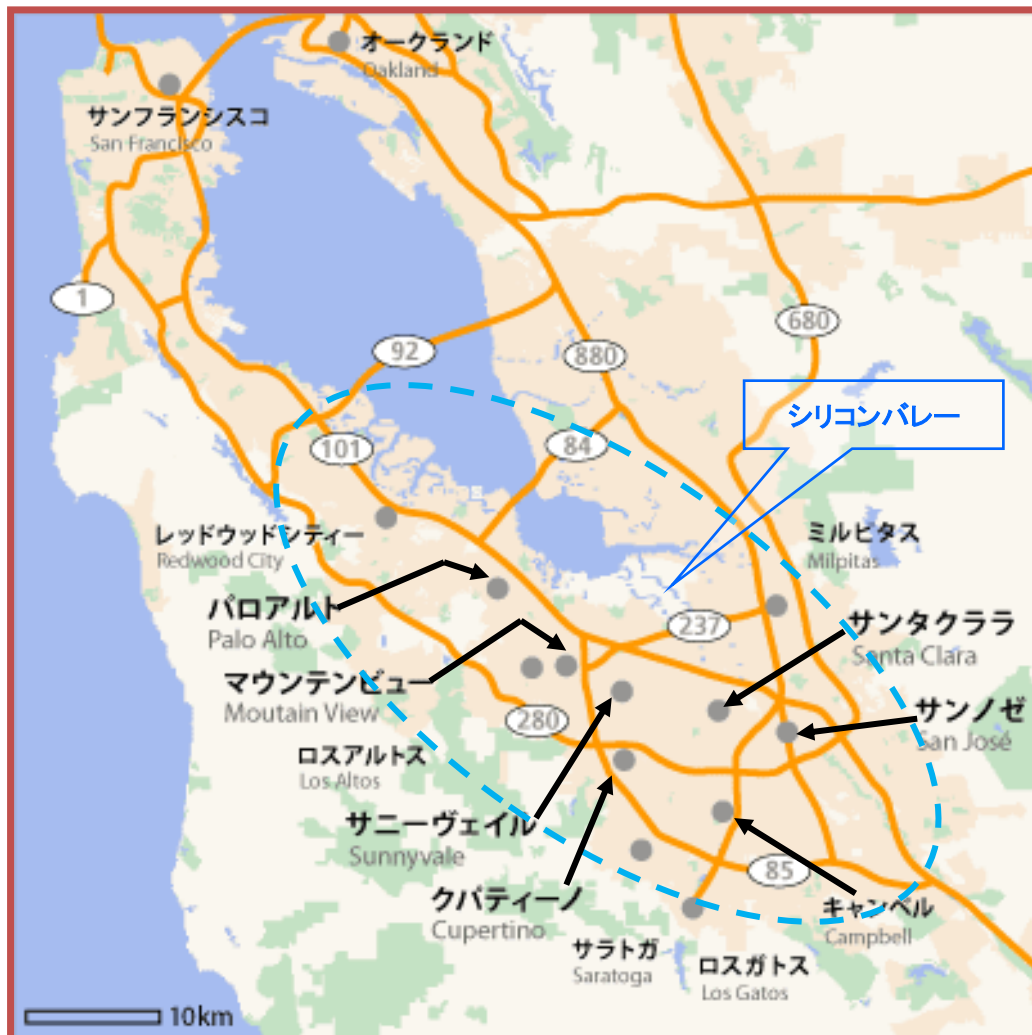 オークランド
Oakland
サンフランシスコ
San Francisco
1
680
92
880
シリコンバレー
101
84
レッドウッドシティー
Redwood City
ミルピタス
Milpitas
パロアルト
Palo Alto
237
サンタクララ
Santa Clara
マウンテンビュー
Moutain View
280
サンノゼ
San José
ロスアルトス
Los Altos
サニーヴェイル
Sunnyvale
85
クパティーノ
Cupertino
キャンベル
Campbell
サラトガ
Saratoga
ロスガトス
Los Gatos
10km